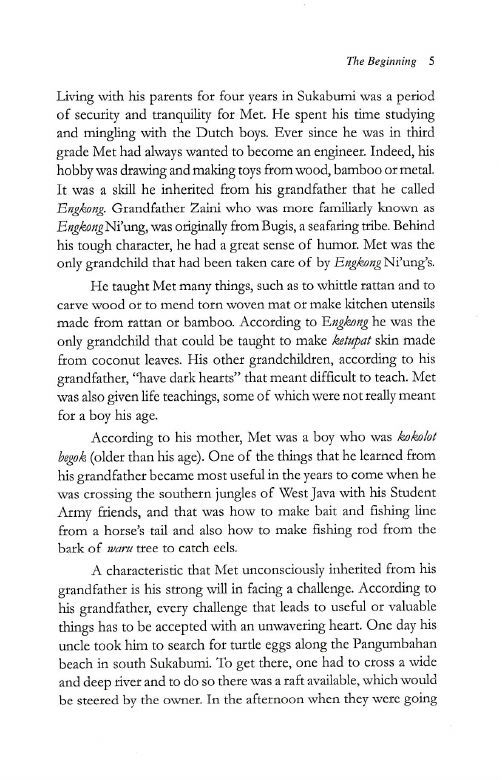 The Beginning 5
Living with his parents for four years in Sukabumi was a period
of security and tranquility for Met. He spent his time studying
and mingling with the Dutch boys. Ever since he was in third
grade Met had always wanted to become an engineer. Indeed, his
hobby was drawing and making toys from wood, bamboo or metal.
It was a skill he inherited from his grandfather that he called
Engkong. Grandfather Zaini who was more familiarly known as
Engkong Ni'ung, was originally from Bugis, a seafaring tribe. Behind
his tough character, he had a great sense of humor. Met was the
only grandchild that had been taken care of by Engkong Ni'ung's.
He taught Met many things, such as to whittle rattan and to
carve wood or to mend torn woven mat or make kitchen utensils
made from rattan or bamboo. According to Engkong he was the
only grandchild that could be taught to make ketupat skin made
from coconut leaves. His other grandchildren, according to his
grandfather, "have dark hearts" that meant difficult to teach. Met
was also given life teachings, some of which were not really meant
for a boy his age.
According to his mother, Met was a boy who was kokolot
begok (older than his age). One of the things that he learned from
his grandfather became most useful in the years to come when he
was crossing the southern jungles of West Java with his Student
Army friends, and that was how to make bait and fishing line
from a horse's tail and also how to make fishing rod from the
bark of waru tree to catch eels.
A characteristic that Met unconsciously inherited from his
grandfather is his strong will in facing a challenge. According to
his grandfather, every challenge that leads to useful or valuable
things has to be accepted with an unwavering heart. One day his
uncle took him to search for turtle eggs along the Pangumbahan
beach in south Sukabumi. To get there, one had to cross a wide
and deep river and to do so there was a raft available, which would
be steered by the owner. In the afternoon when they were going